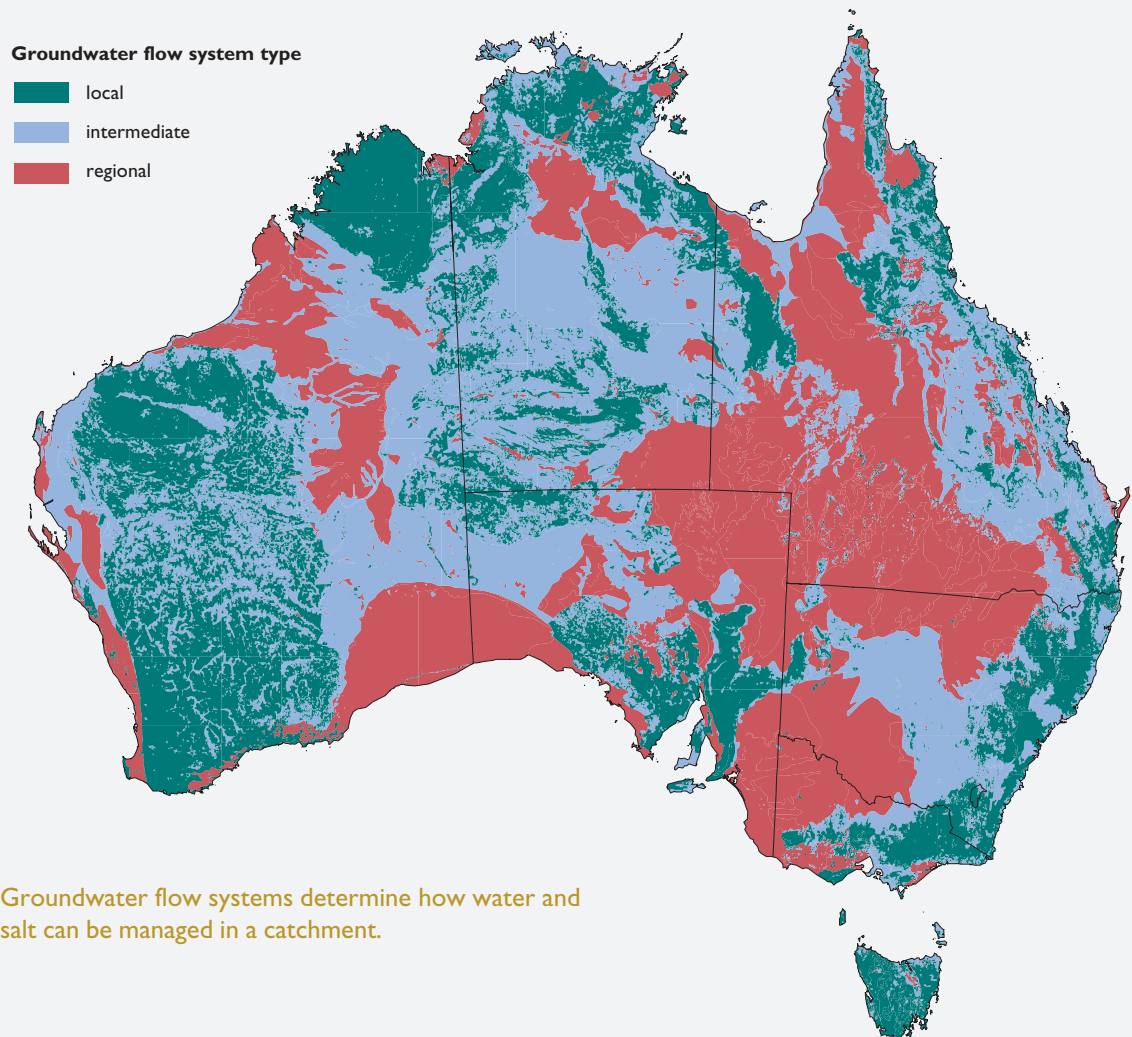 Groundwater flow system type
local
intermediate
regional
Groundwater flow systems determine how water and
salt can be managed in a catchment.